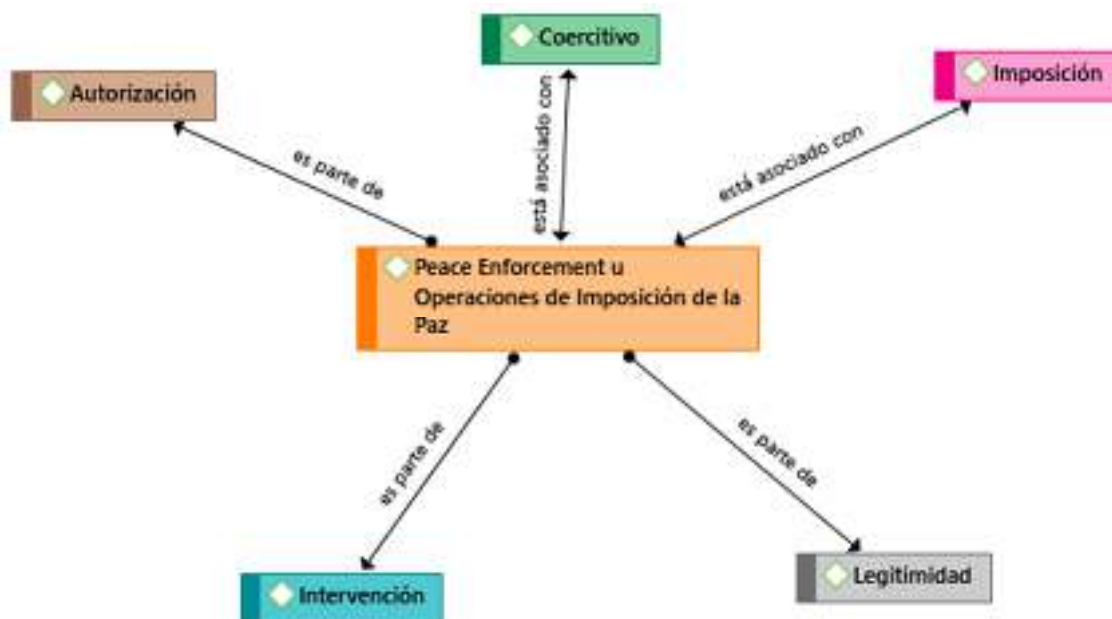 Coercitivo
Autorización
Imposición
está asociado con
es parte de
está asociado con
Peace Enforcement u
Operaciones de Imposición de la
Paz
es parte de
es parte de
Intervención
Legitimidad